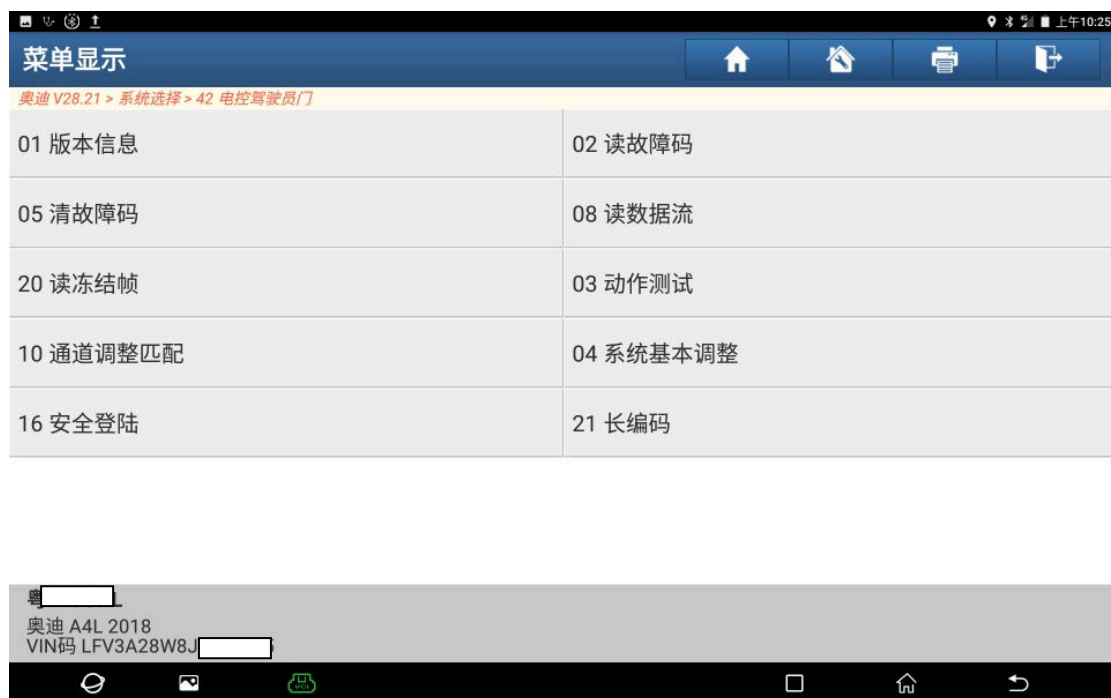 上午10:25
菜单显示
奥迪 V28.21 > 系统选择 > 42 电控驾驶员门
01 版本信息
02 读故障码
05 清故障码
08 读数据流
20 读冻结帧
03 动作测试
10 通道调整匹配
04 系统基本调整
16 安全登陆
21 长编码
粤
奥迪 A4L 2018
VIN码 LFV3A28W8J
VCI